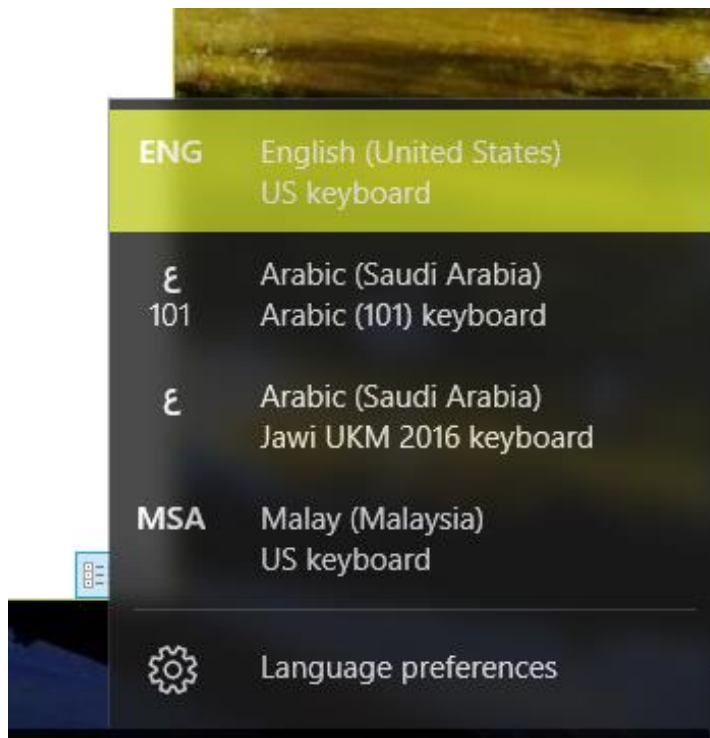 ENG English (United States)
US keyboard
ع Arabic (Saudi Arabia)
101 Arabic (101) keyboard
ع Arabic (Saudi Arabia)
Jawi UKM 2016 keyboard
MSA Malay (Malaysia)
US keyboard
Language preferences